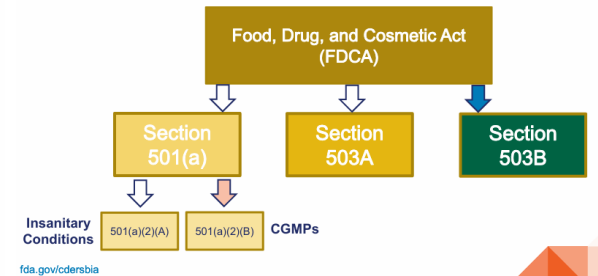 Food, Drug, and Cosmetic Act
(FDCA)
Section
501(a)
Section
503A
Section
503B
Insanitary
Conditions
501(a)(2)(A)
501(a)(2)(B)
CGMPs
fda.gov/cdersbia